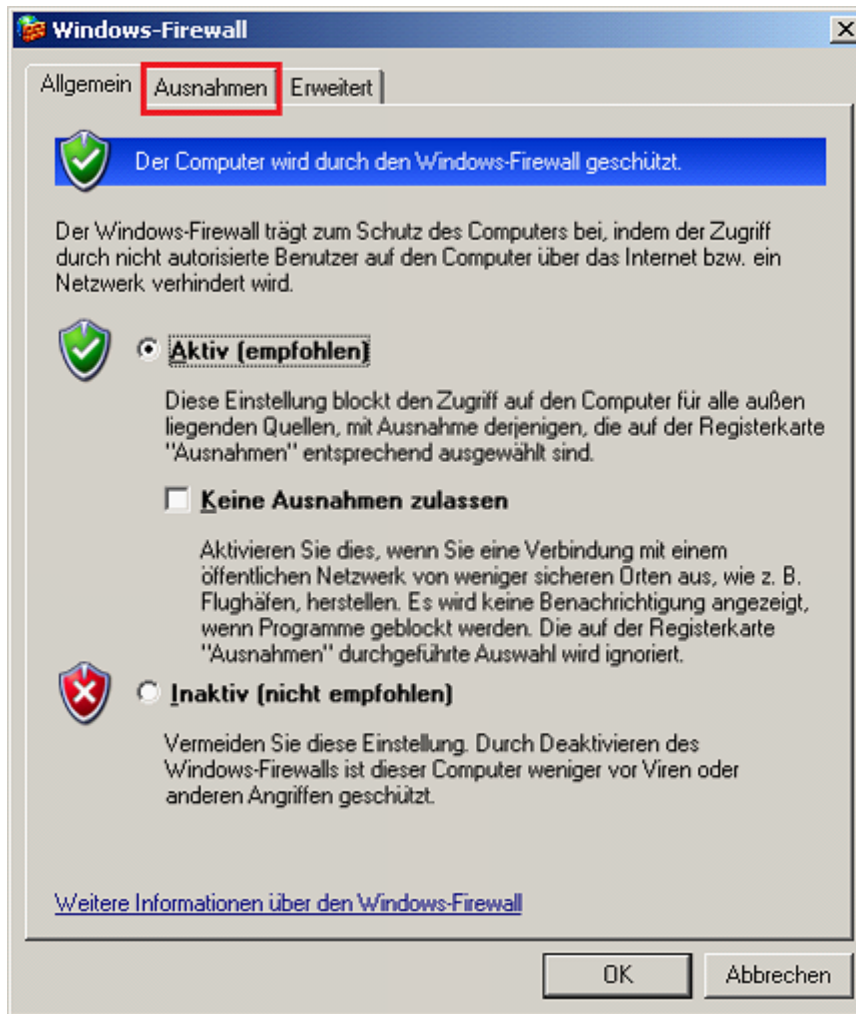 Windows-Firewall
Allgemein Ausnahmen Erweitert
Der Computer wird durch den Windows-Firewall geschützt.
Der Windows-Firewall trägt zum Schutz des Computers bei, indem der Zugriff
durch nicht autorisierte Benutzer auf den Computer über das Internet bzw. ein
Netzwerk verhindert wird.
Aktiv (empfohlen)
Diese Einstellung blockt den Zugriff auf den Computer für alle außen
liegenden Quellen, mit Ausnahme derjenigen, die auf der Registerkarte
"Ausnahmen" entsprechend ausgewählt sind.
Keine Ausnahmen zulassen
Aktivieren Sie dies, wenn Sie eine Verbindung mit einem
öffentlichen Netzwerk von weniger sicheren Orten aus, wie z. B.
Flughäfen, herstellen. Es wird keine Benachrichtigung angezeigt,
wenn Programme geblockt werden. Die auf der Registerkarte
"Ausnahmen" durchgeführte Auswahl wird ignoriert.
Inaktiv (nicht empfohlen)
Vermeiden Sie diese Einstellung. Durch Deaktivieren des
Windows-Firewalls ist dieser Computer weniger vor Viren oder
anderen Angriffen geschützt.
Weitere Informationen über den Windows-Firewall
OK Abbrechen